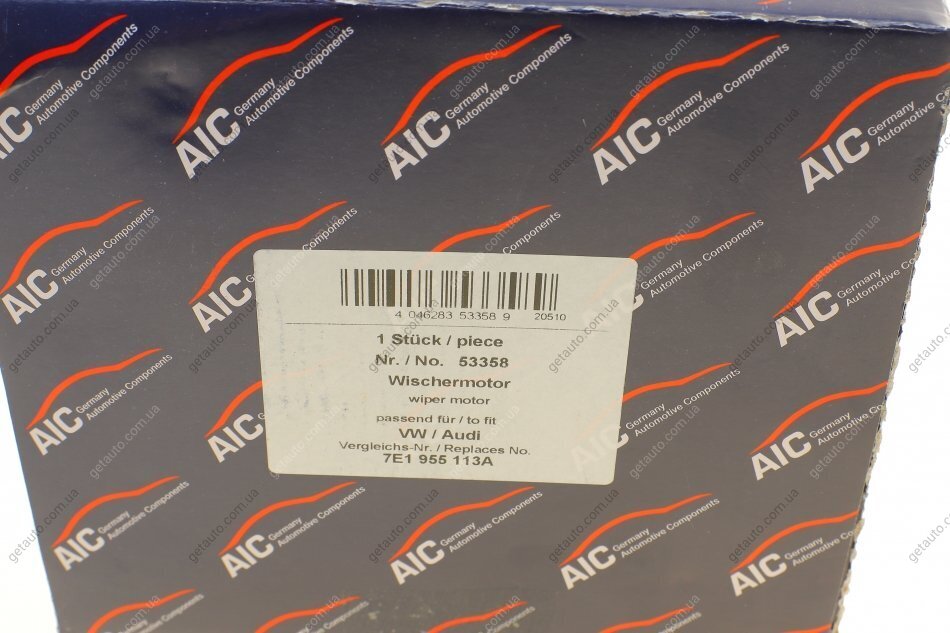 AIC Germany Automotive Components
4 046283 53358 9 20510
1 Stück / piece
Nr. / No. 53358
Wischermotor
wiper motor
passend für / to fit
VW / Audi
Vergleichs-Nr. / Replaces No.
7E1 955 113A
getauto.com.ua